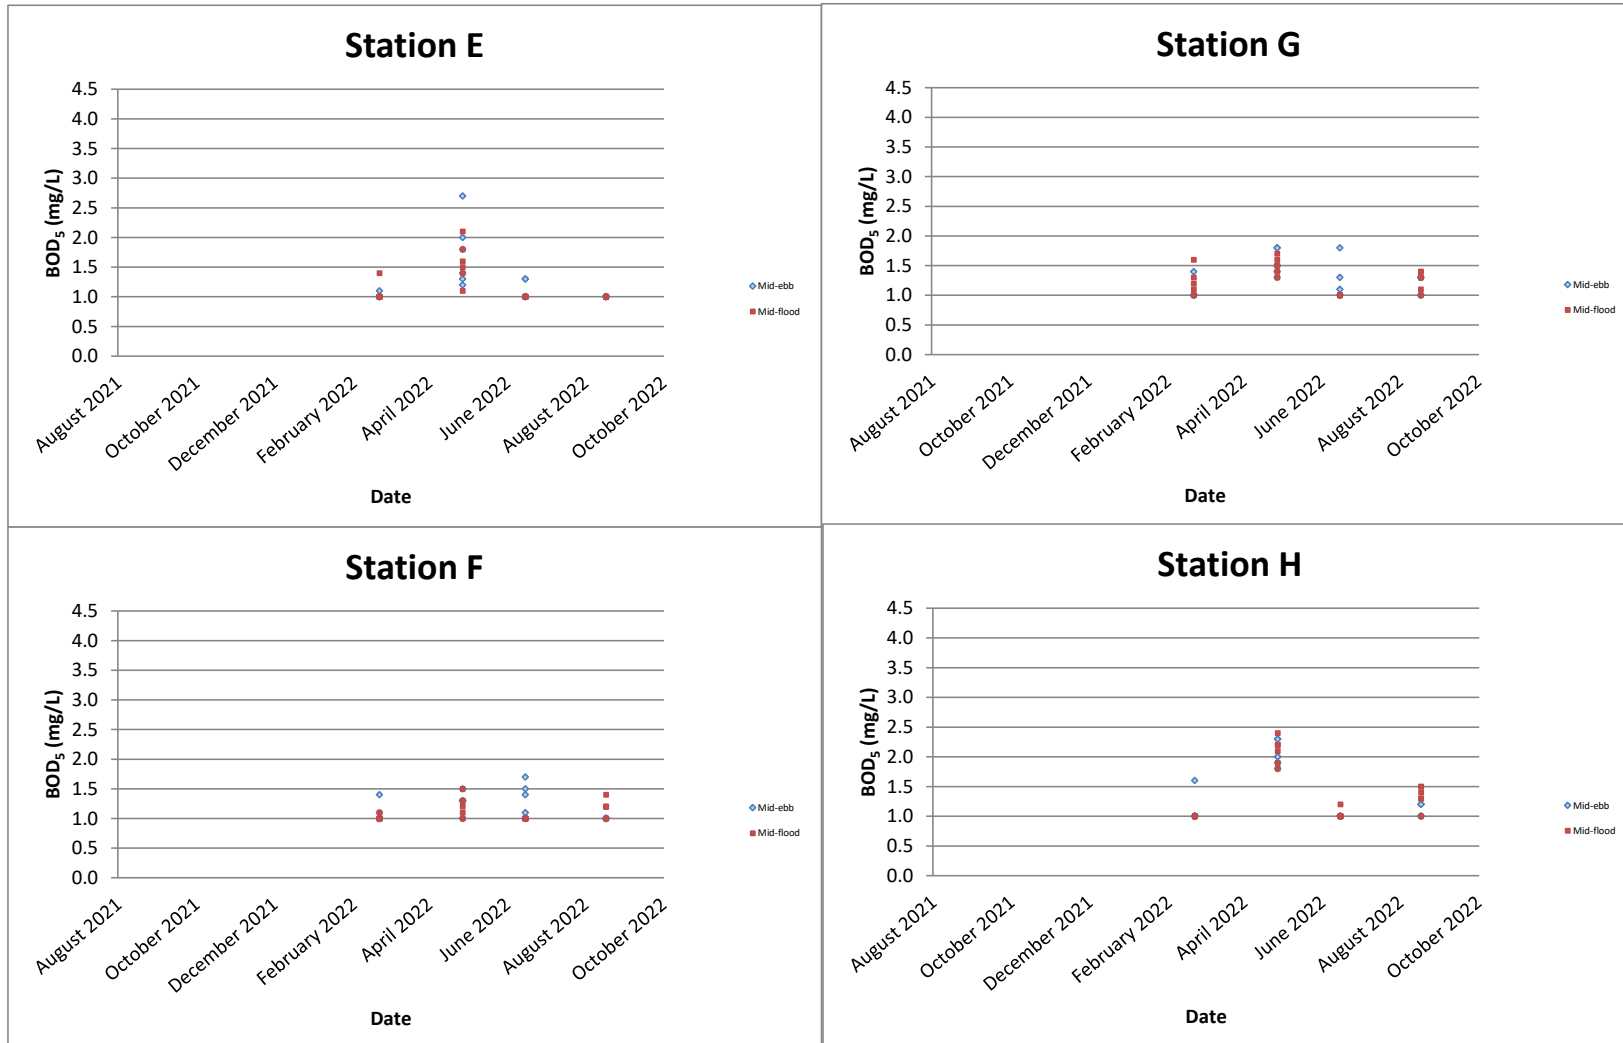 Station E
4.5
4.0
3.5
3.0
2.5
2.0
1.5
1.0
0.5
0.0
BOD5 (mg/L)
August 2021
October 2021
December 2021
February 2022
April 2022
June 2022
August 2022
October 2022
Date
Mid-ebb
Mid-flood
Station G
4.5
4.0
3.5
3.0
2.5
2.0
1.5
1.0
0.5
0.0
BOD5 (mg/L)
August 2021
October 2021
December 2021
February 2022
April 2022
June 2022
August 2022
October 2022
Date
Mid-ebb
Mid-flood
Station F
4.5
4.0
3.5
3.0
2.5
2.0
1.5
1.0
0.5
0.0
BOD5 (mg/L)
August 2021
October 2021
December 2021
February 2022
April 2022
June 2022
August 2022
October 2022
Date
Mid-ebb
Mid-flood
Station H
4.5
4.0
3.5
3.0
2.5
2.0
1.5
1.0
0.5
0.0
BOD5 (mg/L)
August 2021
October 2021
December 2021
February 2022
April 2022
June 2022
August 2022
October 2022
Date
Mid-ebb
Mid-flood